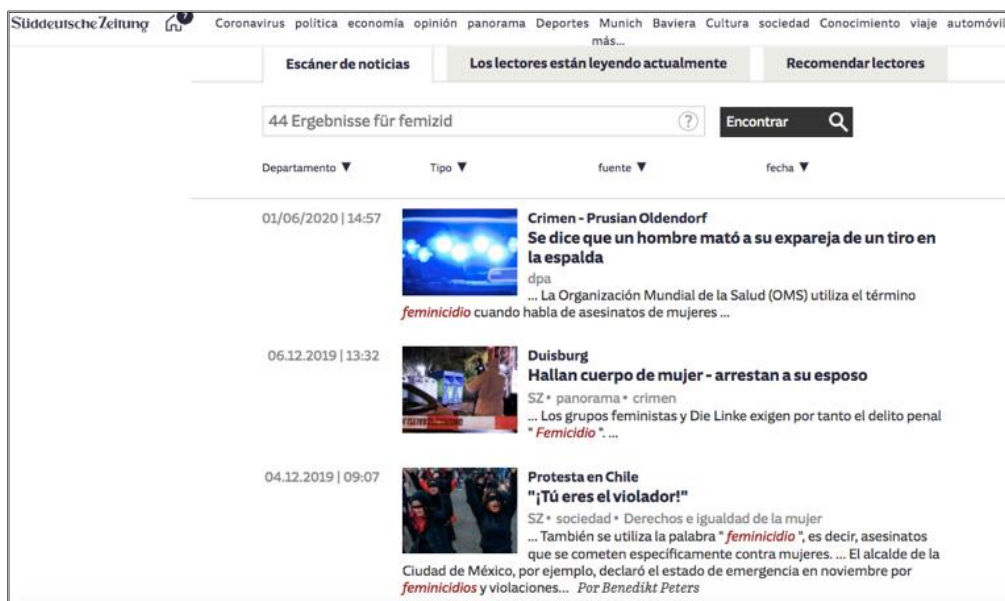 Süddeutsche Zeitung 7 Coronavirus política economía opinión panorama Deportes Munich Baviera Cultura sociedad Conocimiento viaje automóvil
más...
Escáner de noticias Los lectores están leyendo actualmente Recomendar lectores
44 Ergebnisse für femizid ? Encontrar
Departamento ▼ Tipo ▼ fuente ▼ fecha ▼
01/06/2020 | 14:57 Crimen - Prusian Oldendorf
Se dice que un hombre mató a su expareja de un tiro en
la espalda
dpa
... La Organización Mundial de la Salud (OMS) utiliza el término
feminicidio cuando habla de asesinatos de mujeres ...
06.12.2019 | 13:32 Duisburg
Hallan cuerpo de mujer - arrestan a su esposo
SZ • panorama • crimen
... Los grupos feministas y Die Linke exigen por tanto el delito penal
" Femicidio ". ...
04.12.2019 | 09:07 Protesta en Chile
"¡Tú eres el violador!"
SZ • sociedad • Derechos e igualdad de la mujer
... También se utiliza la palabra " feminicidio ", es decir, asesinatos
que se cometen específicamente contra mujeres. ... El alcalde de la
Ciudad de México, por ejemplo, declaró el estado de emergencia en noviembre por
feminicidios y violaciones... Por Benedikt Peters